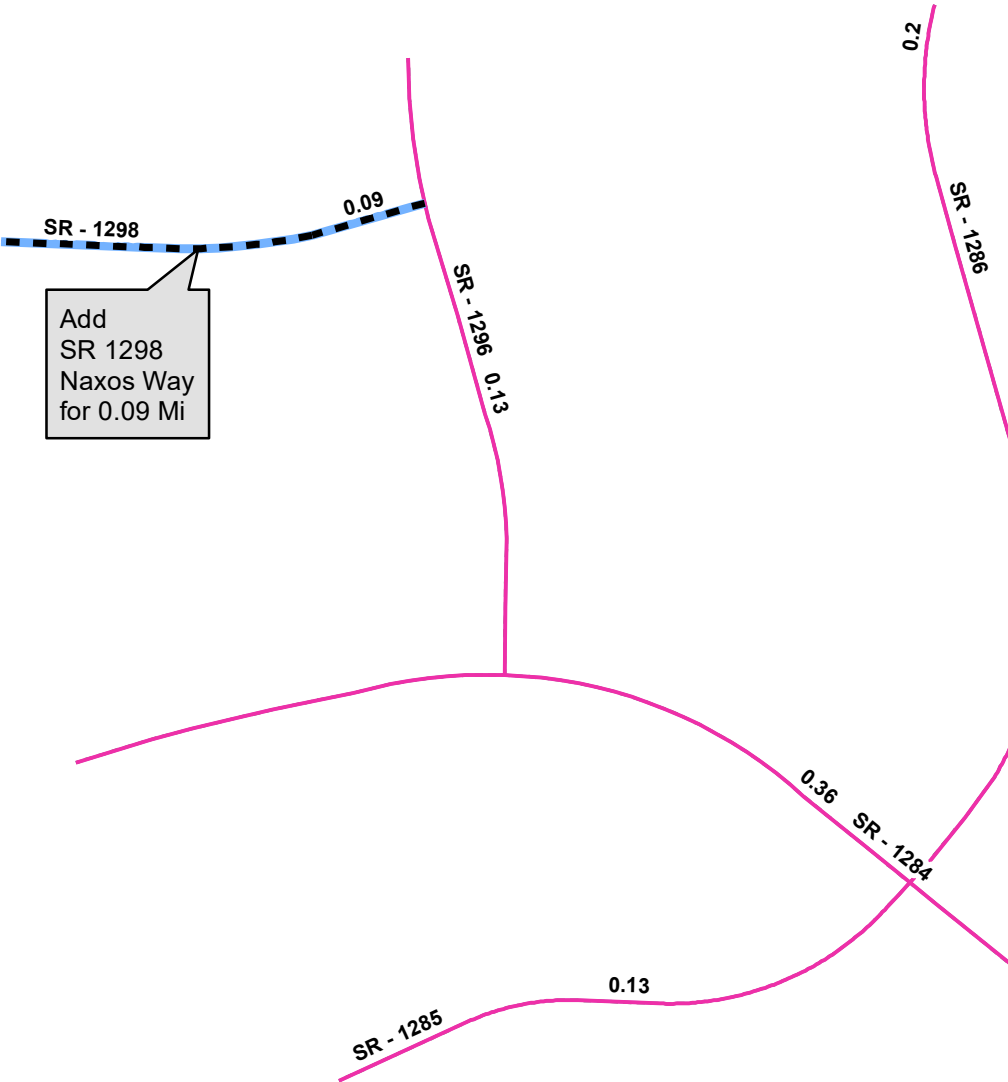 0.2
SR - 1286
0.09
SR - 1298
SR - 1296 0.13
Add
SR 1298
Naxos Way
for 0.09 Mi
0.36 SR - 1284
0.13
SR - 1285